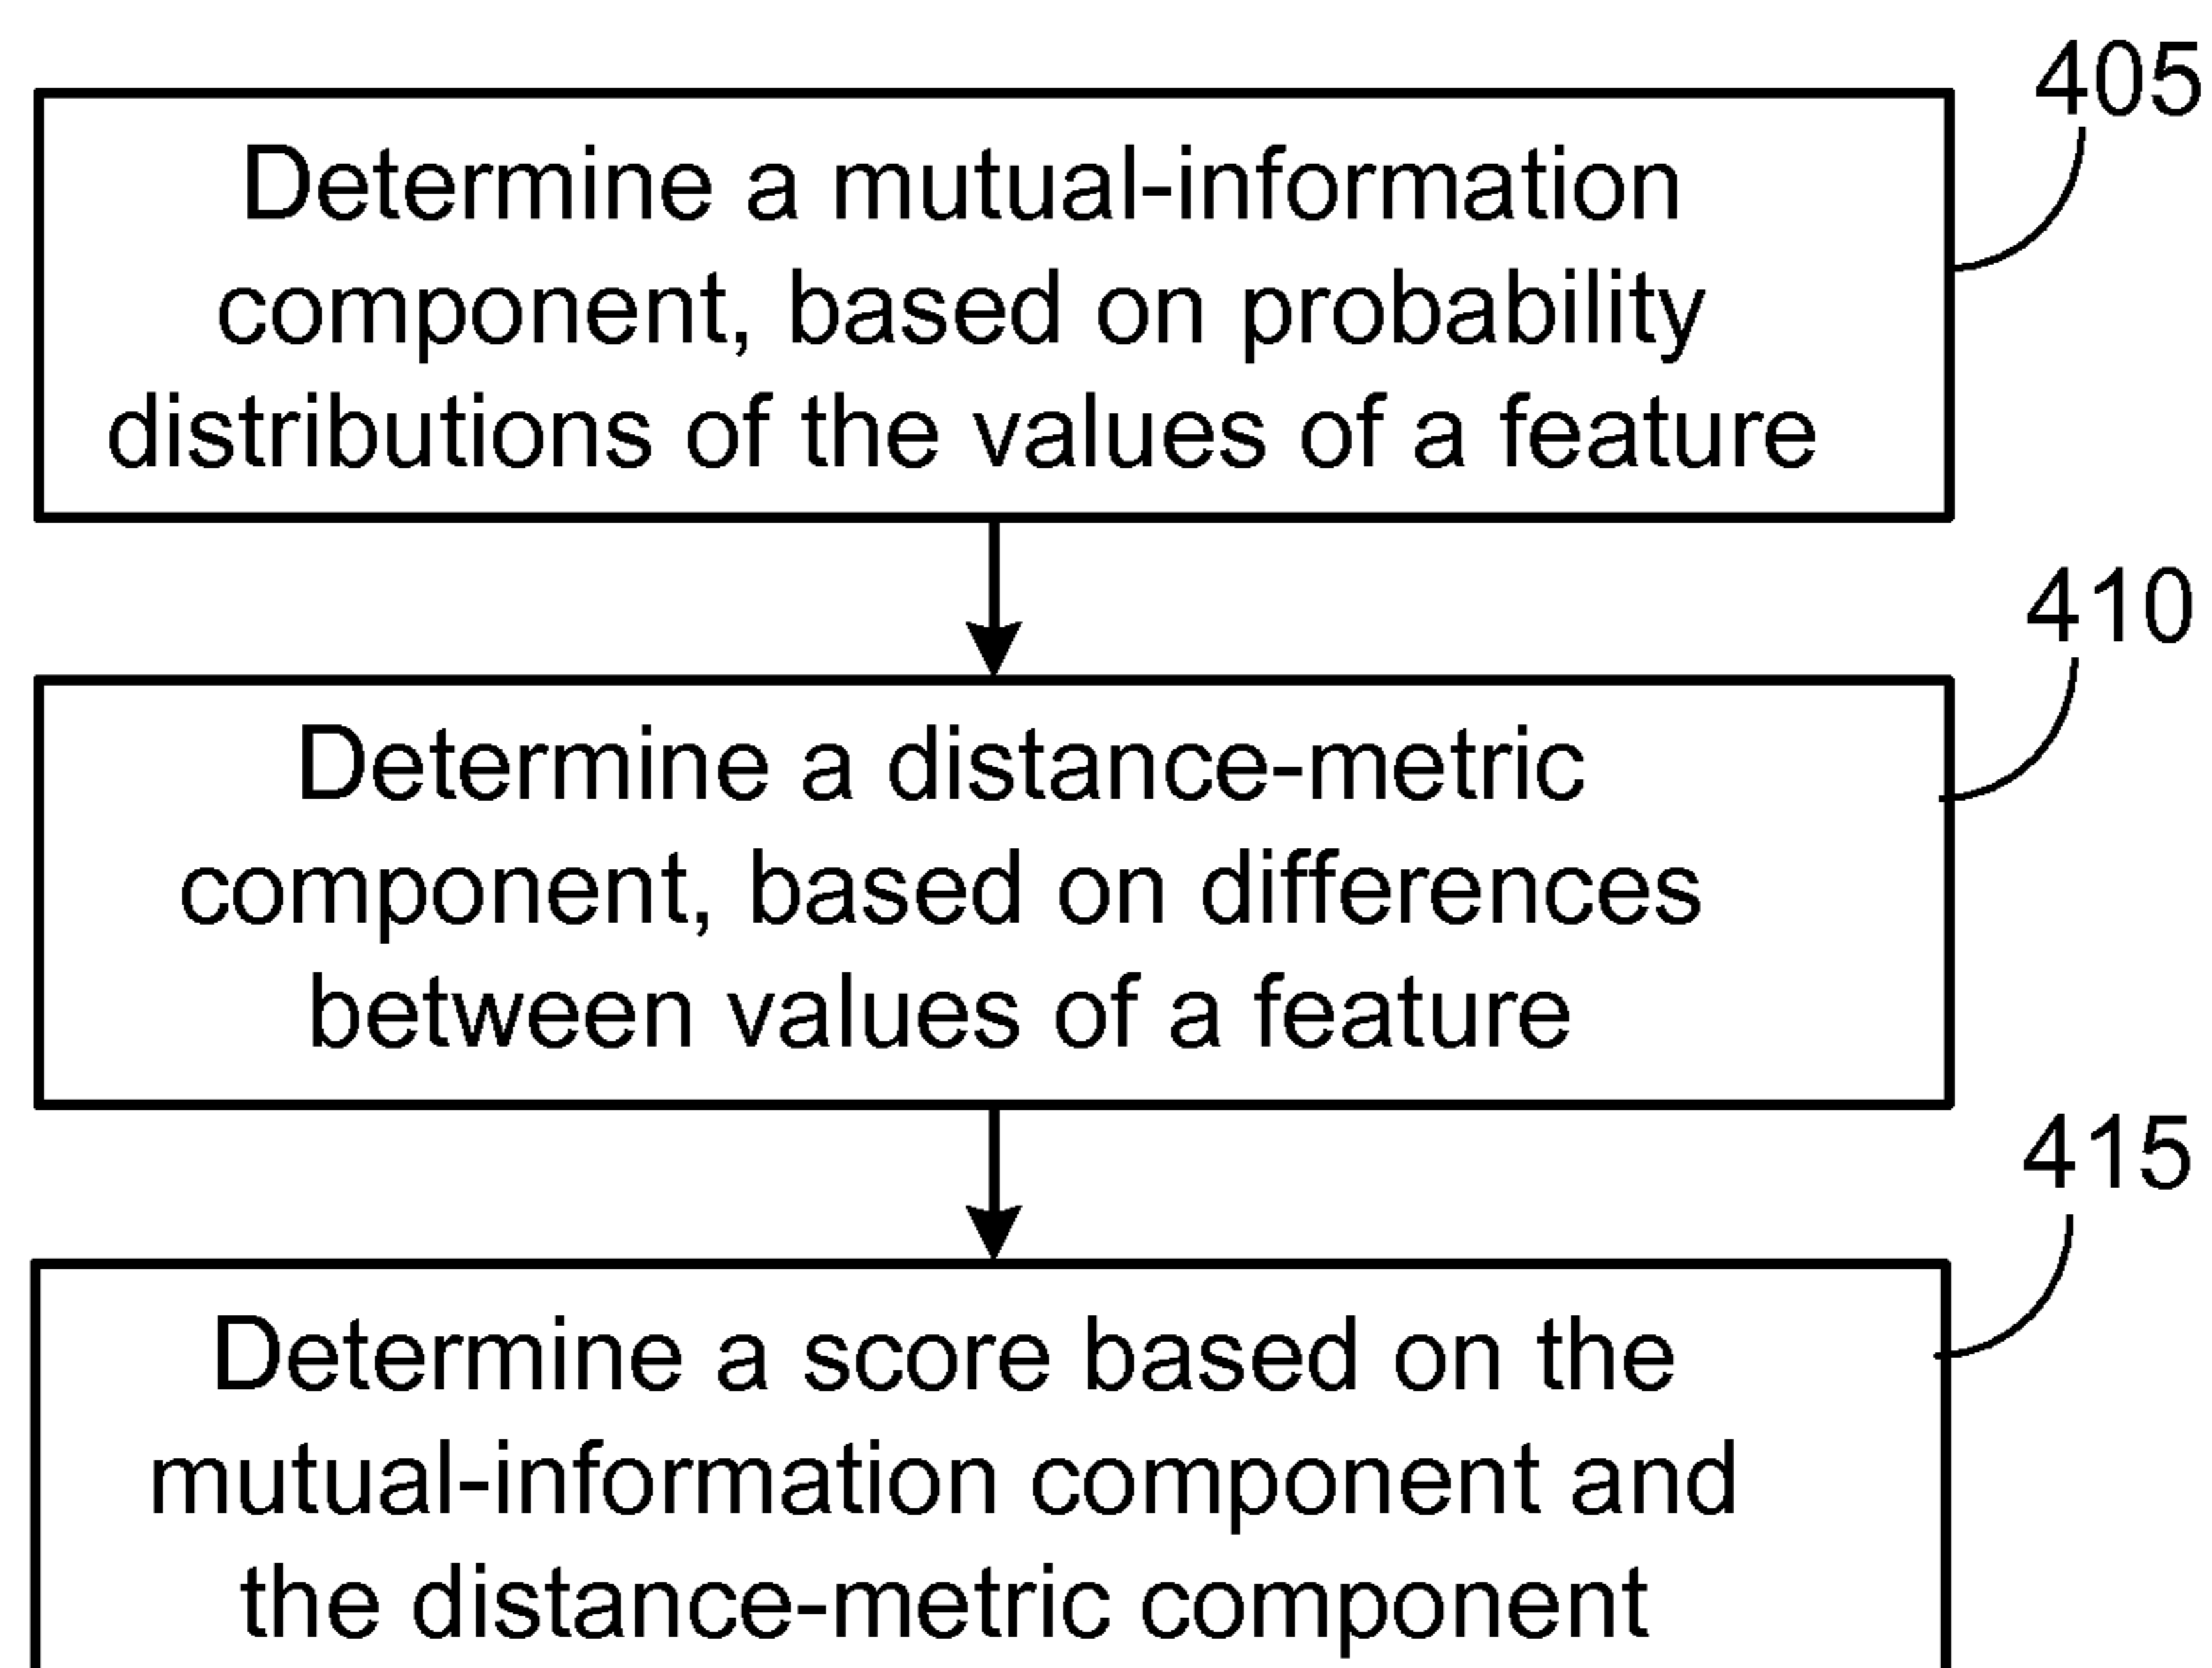 405
Determine a mutual-information
component, based on probability
distributions of the values of a feature
410
Determine a distance-metric
component, based on differences
between values of a feature
415
Determine a score based on the
mutual-information component and
the distance-metric component